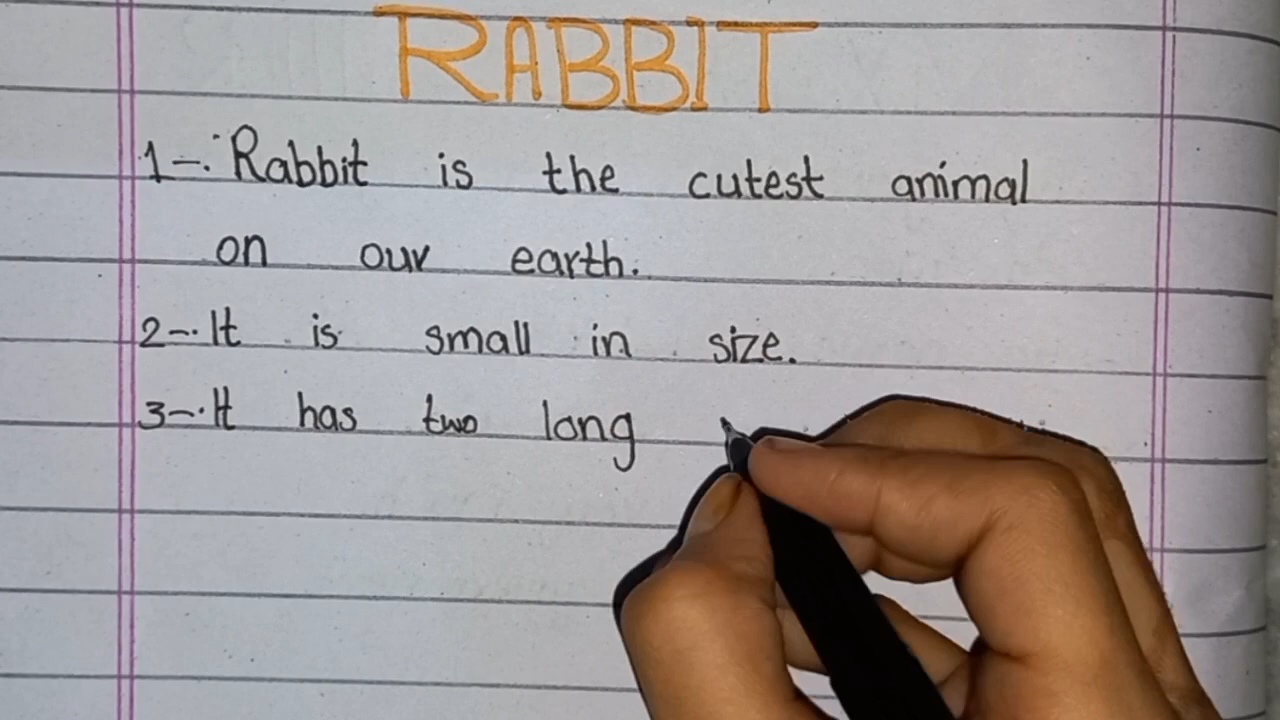 RABBIT
1-. Rabbit is the cutest animal
on our earth.
2-. It is small in size.
3-. It has two long